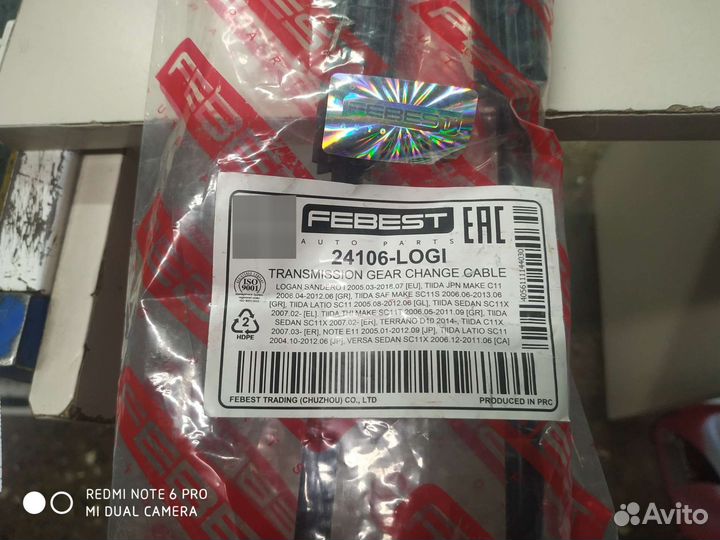 FEBEST
FEBEST
AUTO PARTS
EAC
24106-LOGI
TRANSMISSION GEAR CHANGE CABLE
LOGAN,SANDERO1 2005.03-2018.07 [EU], TIIDA JPN MAKE C11
2006.04-2012.06 [GR], TIIDA SAF MAKE SC11S 2006.06-2013.06
[GR], TIIDA LATIO SC11 2005.08-2012.06 [GL], TIIDA SEDAN SC11X
2007.02- [EL], TIIDA THI MAKE SC11T 2006.05-2011.09 [GR], TIIDA
SEDAN SC11X 2007.02- [ER], TERRANO D10 2014-, TIIDA C11X
2007.03- [ER], NOTE E11 2005.01-2012.09 [JP], TIIDA LATIO SC11
2004.10-2012.06 [JP], VERSA SEDAN SC11X 2006.12-2011.06 [CA]
ISO
2
HDPE
FEBEST TRADING (CHUZHOU) CO., LTD
PRODUCED IN PRC
FEBEST
REDMI NOTE 6 PRO
MI DUAL CAMERA
Avito